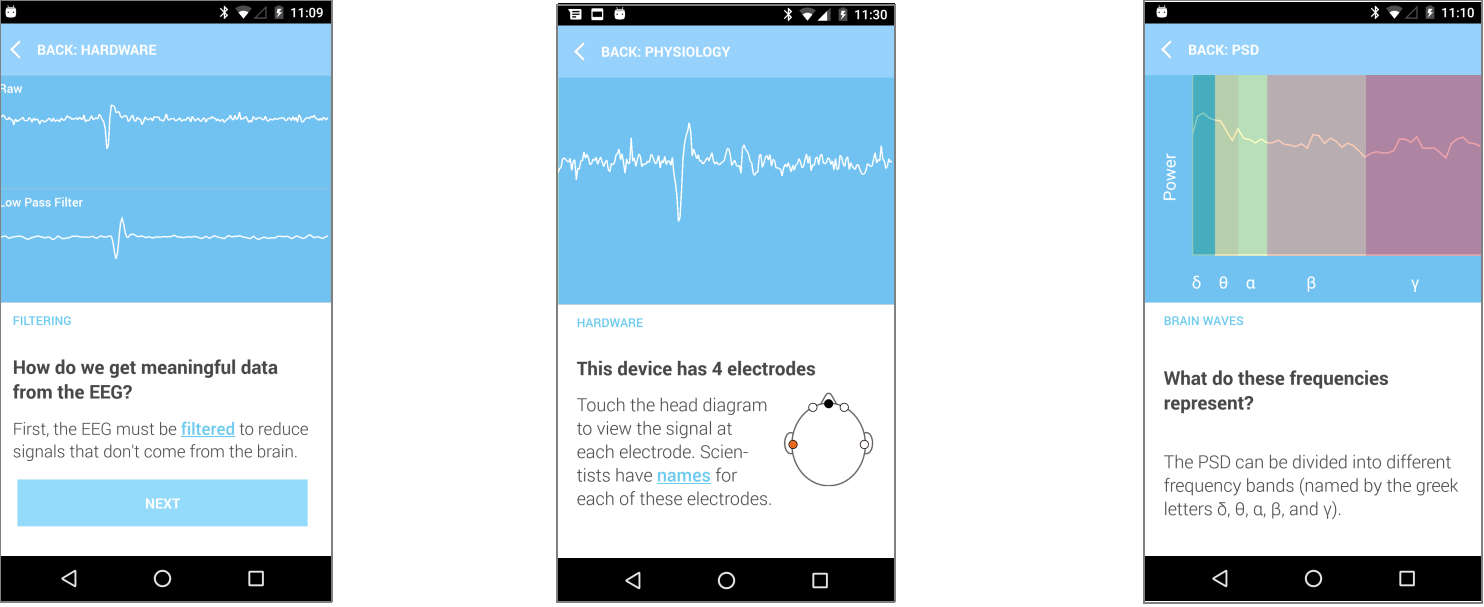 11:09
BACK: HARDWARE
Raw
Low Pass Filter
FILTERING
How do we get meaningful data
from the EEG?
First, the EEG must be filtered to reduce
signals that don't come from the brain.
NEXT
11:30
BACK: PHYSIOLOGY
HARDWARE
This device has 4 electrodes
Touch the head diagram
to view the signal at
each electrode. Scien-
tists have names for
each of these electrodes.
11:10
BACK: PSD
Power
δ θ α β γ
BRAIN WAVES
What do these frequencies
represent?
The PSD can be divided into different
frequency bands (named by the greek
letters δ, θ, α, β, and γ).